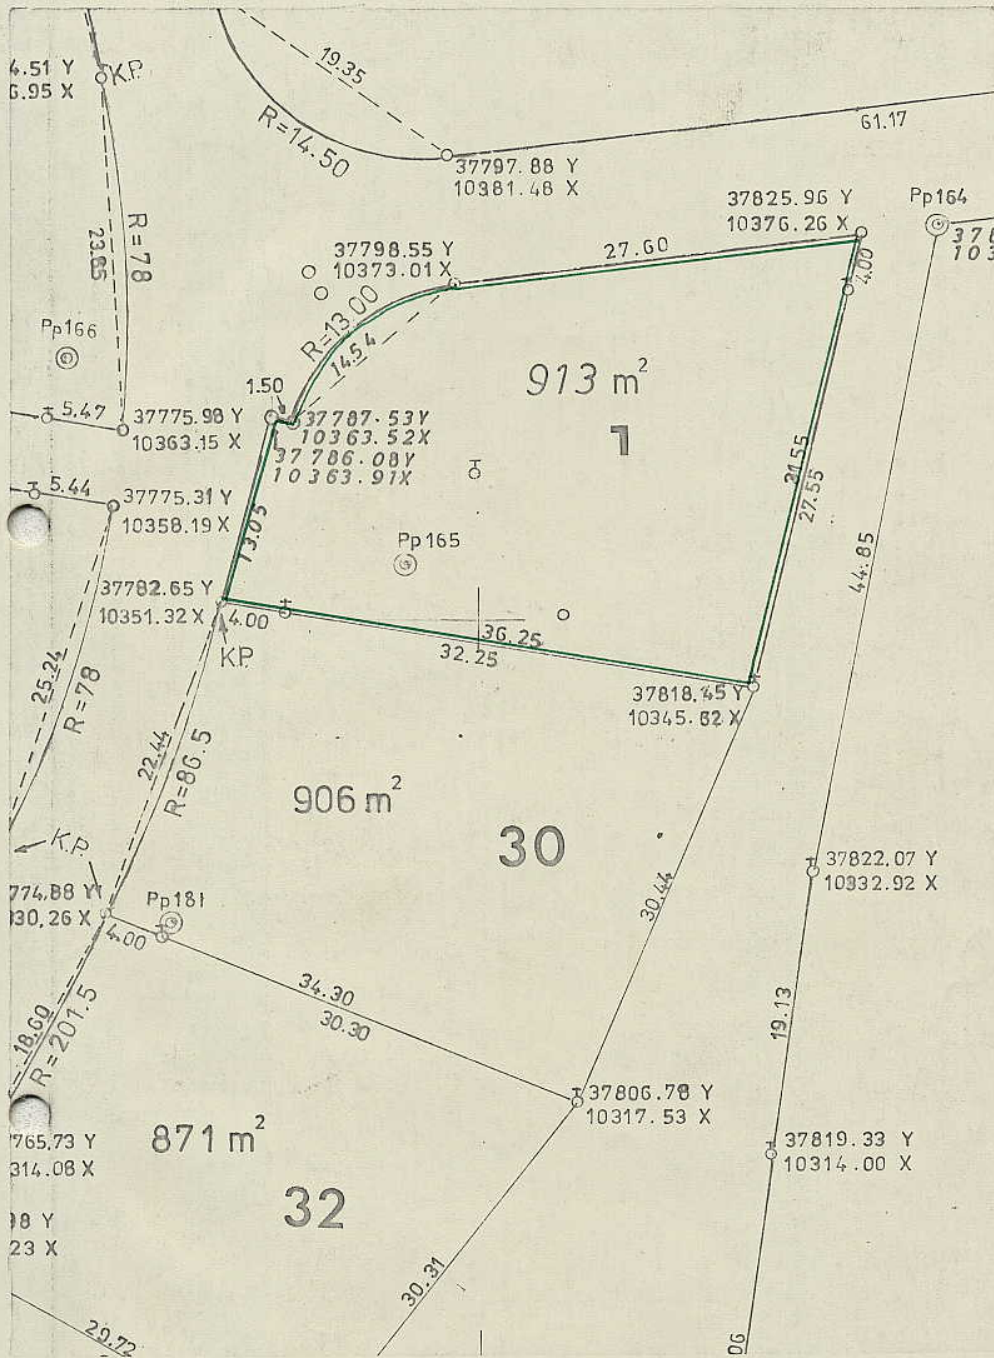 4.51 Y
6.95 X
K.P.
19.35
R=14.50
61.17
37797.88 Y
10381.48 X
37825.96 Y
10376.26 X
Pp164
R=78
23.85
37798.55 Y
10373.01 X
27.60
4.00
R=13.00
14.54
Pp166
913 m²
1
1.50
5.47
37775.98 Y
10363.15 X
37787.53Y
10363.52X
37786.08Y
10363.91X
21.55
27.55
5.44
37775.31 Y
10358.19 X
13.05
Pp165
44.85
37782.65 Y
10351.32 X
4.00
K.P.
36.25
32.25
37818.45 Y
10345.62 X
25.24
R=78
22.44
R=86.5
906 m²
30
K.P.
774.88 Y
330.26 X
Pp181
4.00
30.44
37822.07 Y
10332.92 X
34.30
30.30
19.13
18.60
R=201.5
37806.78 Y
10317.53 X
765.73 Y
314.08 X
871 m²
32
37819.33 Y
10314.00 X
98 Y
23 X
30.31
29.72